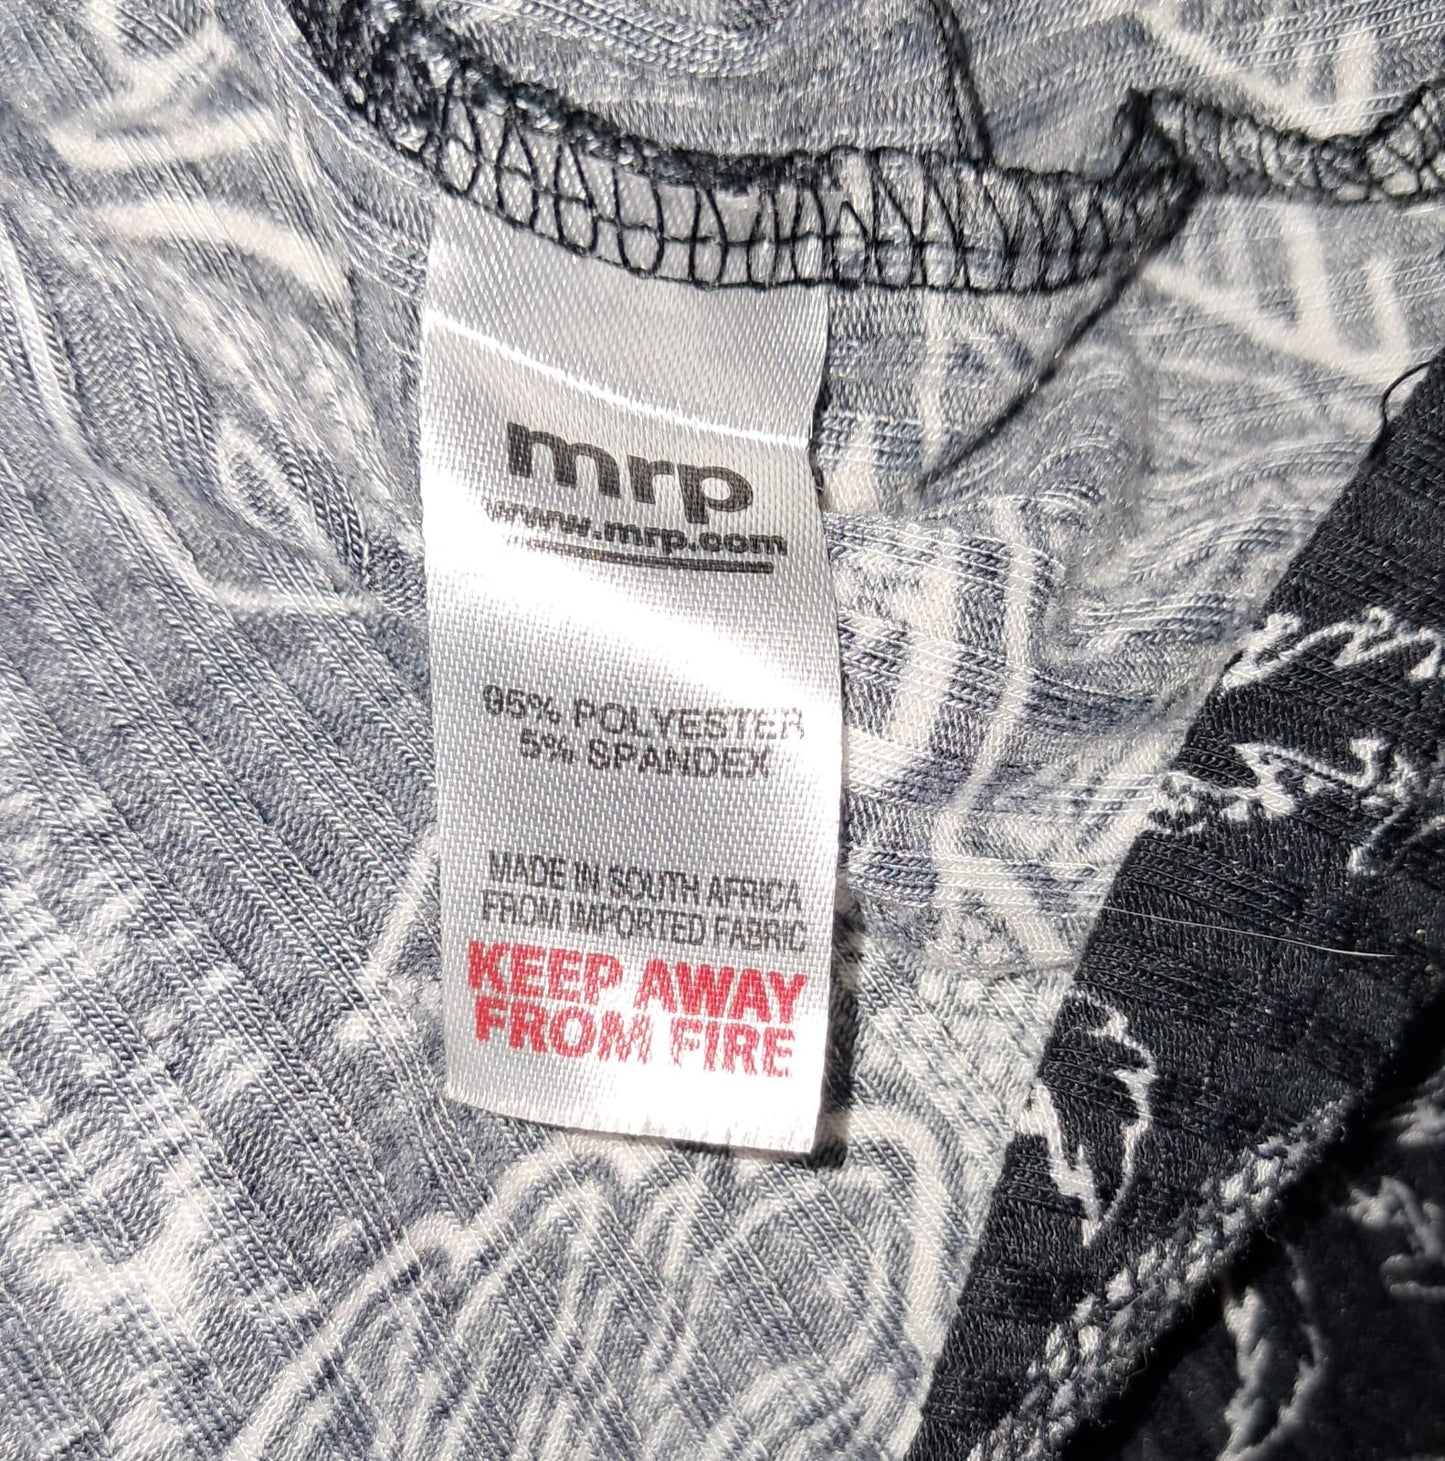 mrp
www.mrp.com
95% POLYESTER
5% SPANDEX
MADE IN SOUTH AFRICA
FROM IMPORTED FABRIC
KEEP AWAY
FROM FIRE